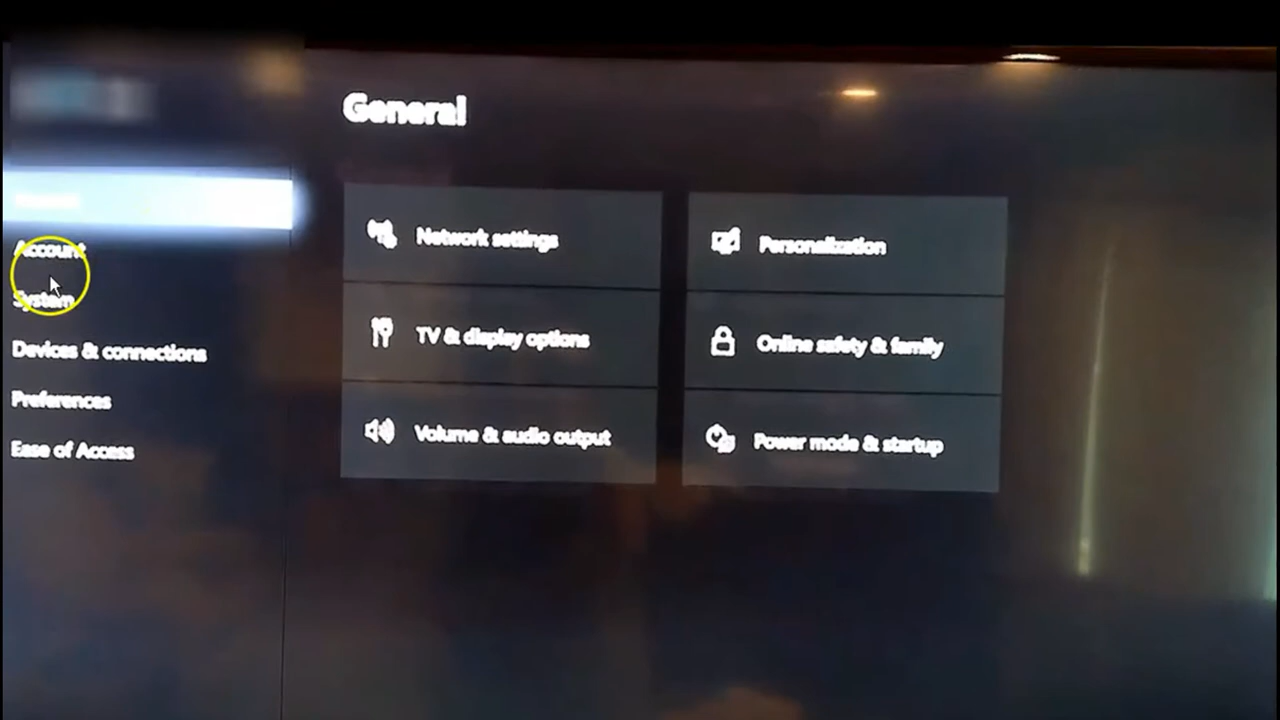 General
Account
System
Devices & connections
Preferences
Ease of Access
Network settings
TV & display options
Volume & audio output
Personalization
Online safety & family
Power mode & startup